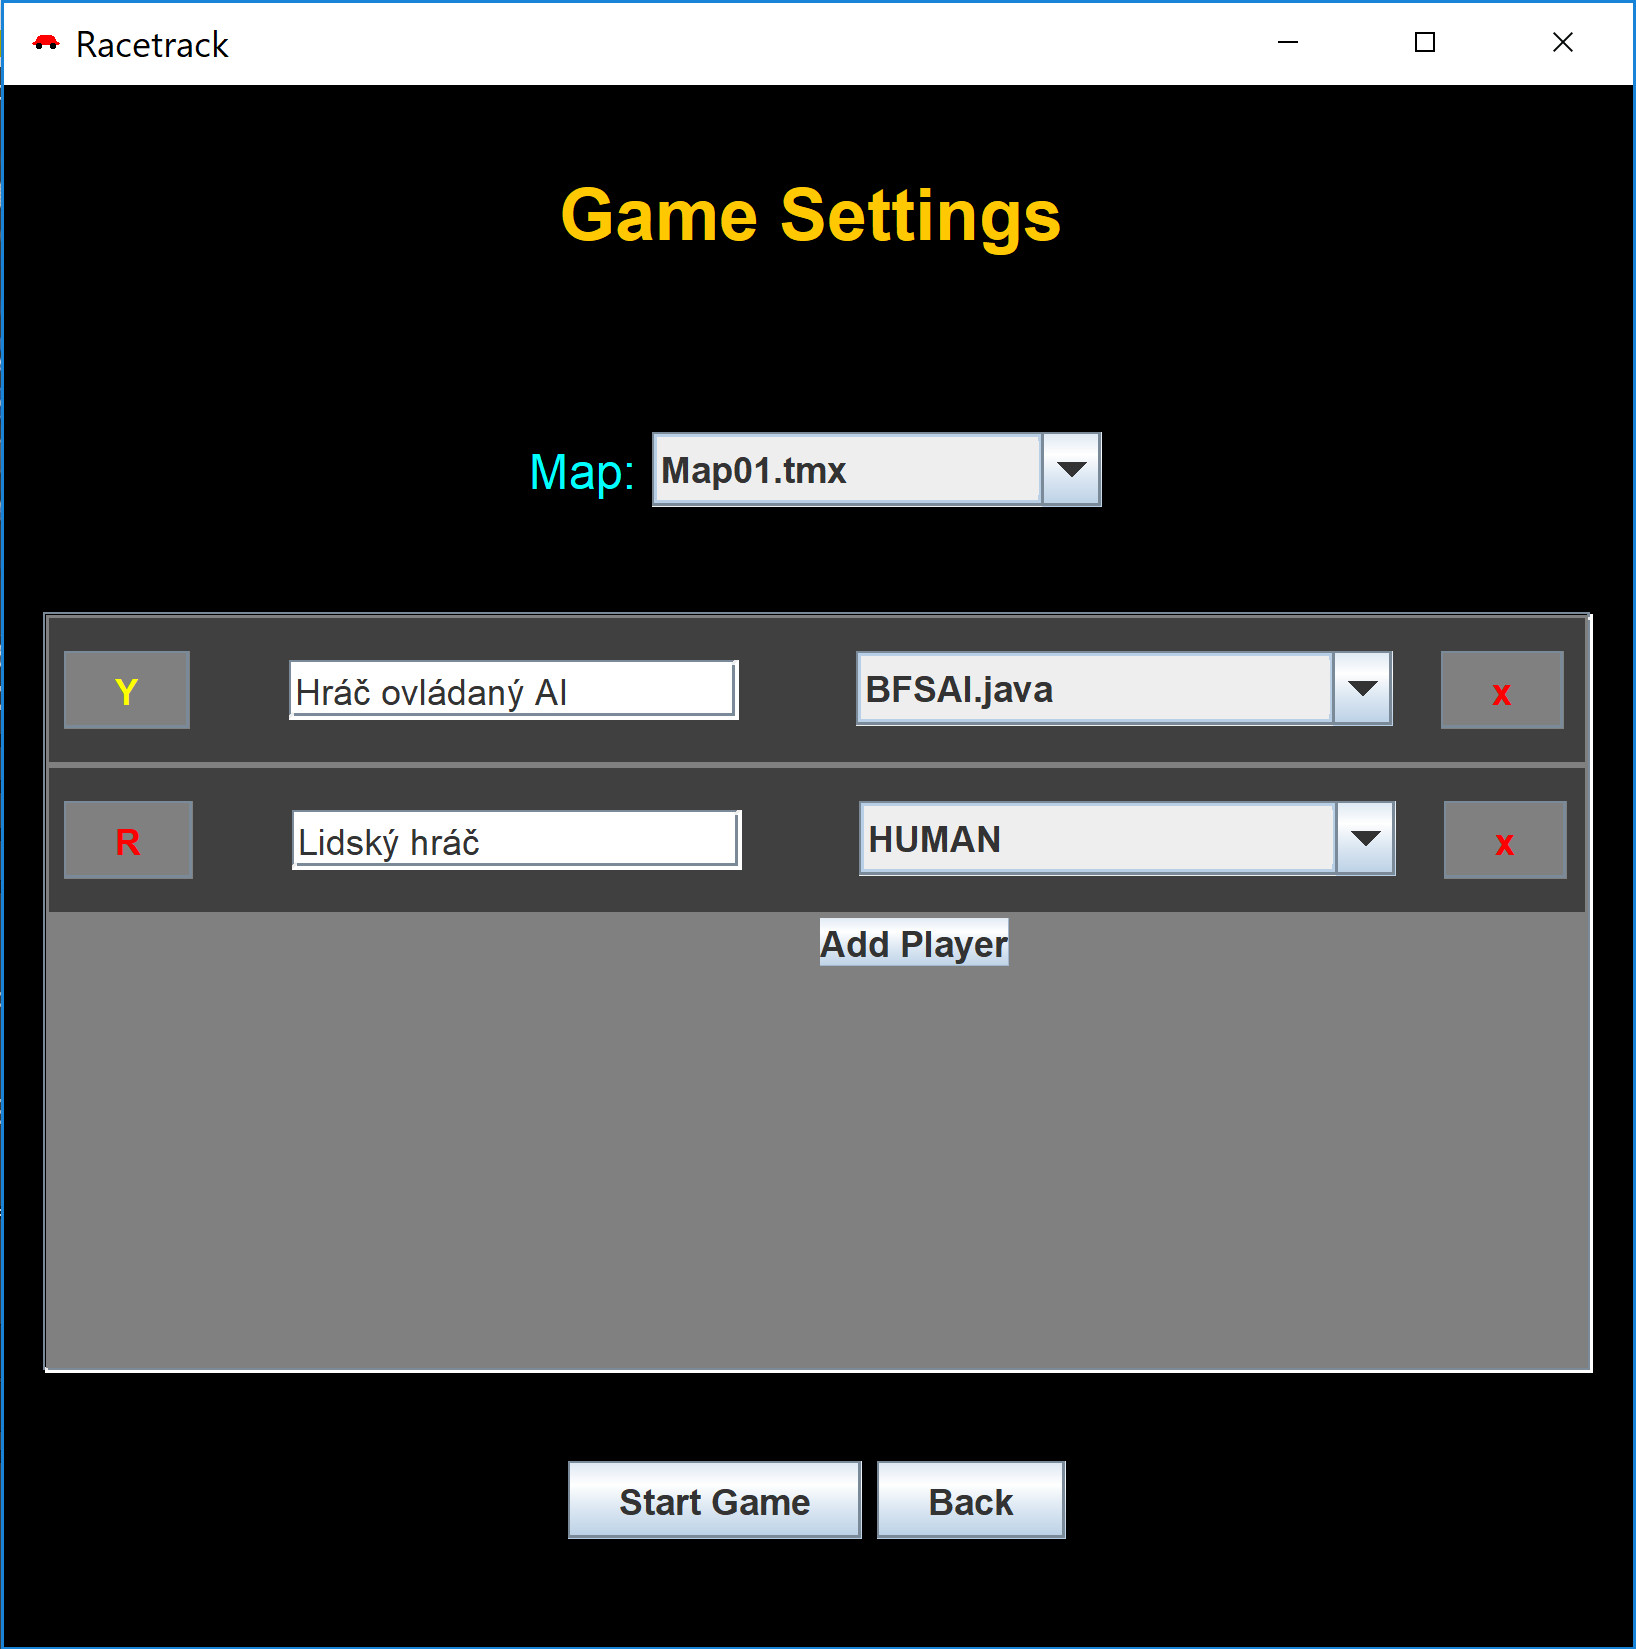 Racetrack
Game Settings
Map: Map01.tmx
Y Hráč ovládaný AI BFSAI.java x
R Lidský hráč HUMAN x
Add Player
Start Game Back